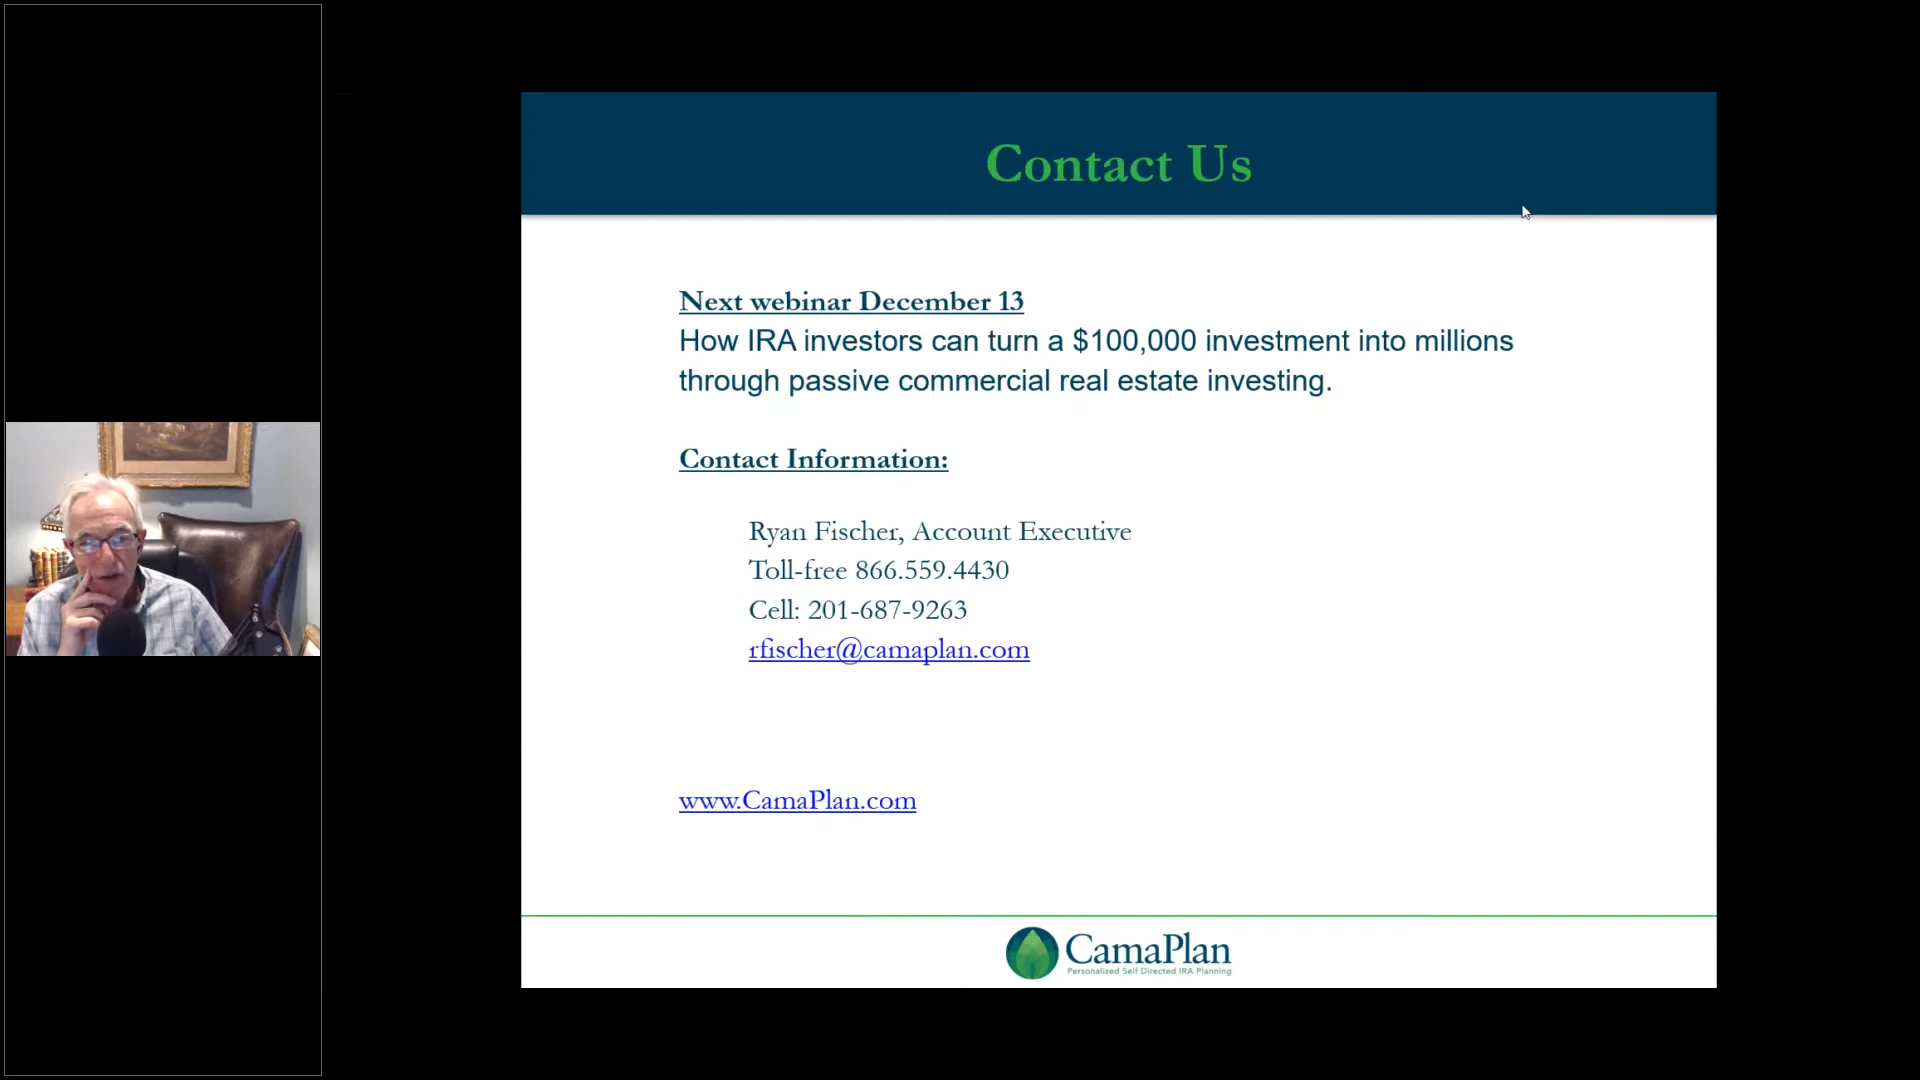 Contact Us
Next webinar December 13
How IRA investors can turn a $100,000 investment into millions
through passive commercial real estate investing.
Contact Information:
Ryan Fischer, Account Executive
Toll-free 866.559.4430
Cell: 201-687-9263
rfischer@camaplan.com
www.CamaPlan.com
CamaPlan
Personalized Self Directed IRA Planning